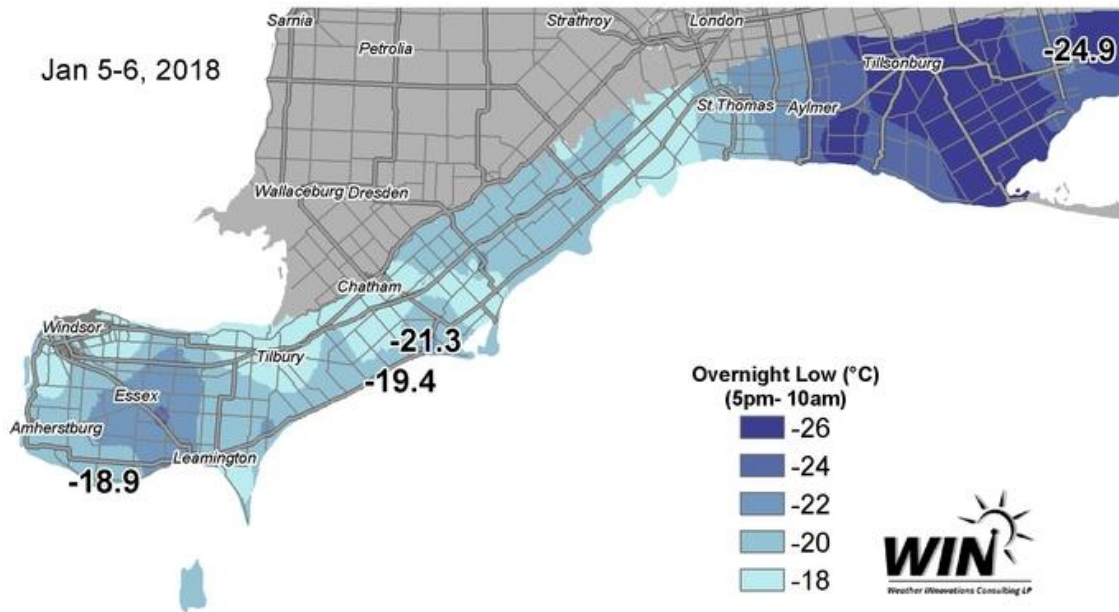 Sarnia
Strathroy
London
Petrolia
Jan 5-6, 2018
-24.9
Tillsonburg
St Thomas
Aylmer
Wallaceburg
Dresden
Chatham
Windsor
-21.3
Tilbury
-19.4
Essex
Amherstburg
Leamington
-18.9
Overnight Low (°C)
(5pm- 10am)
-26
-24
-22
-20
-18
WIN
Weather INnovations Consulting LP